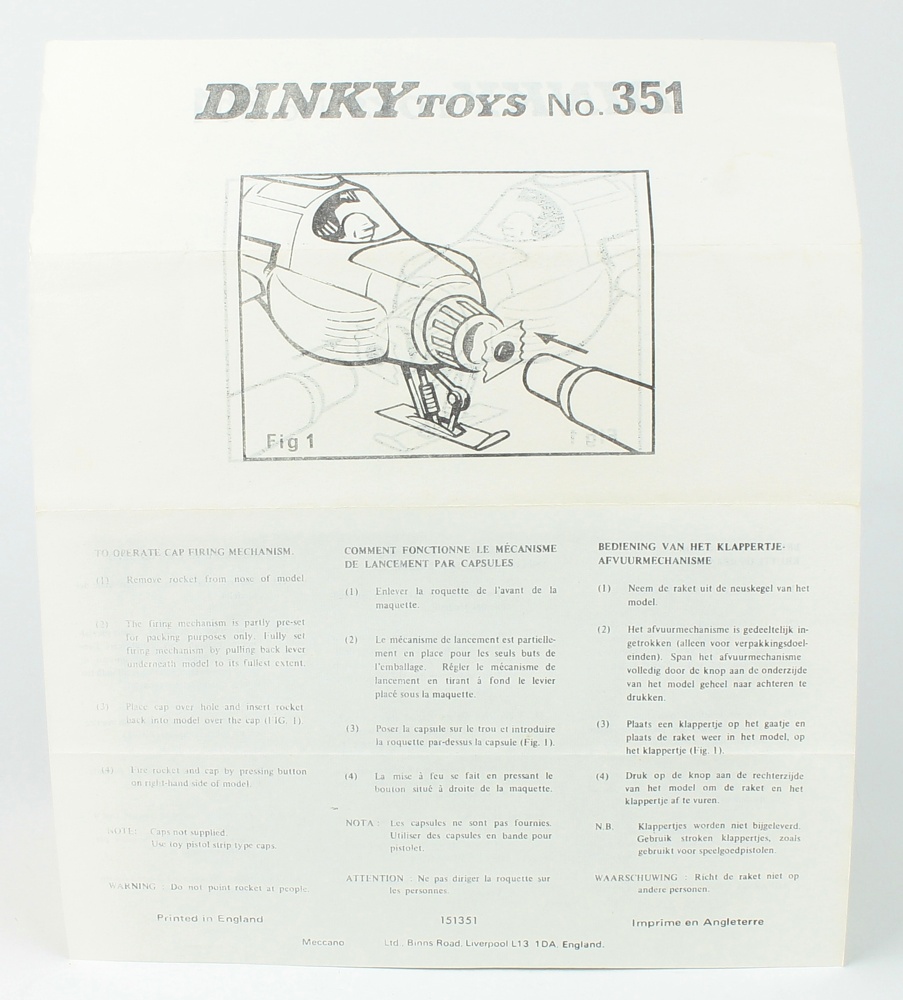 DINKY TOYS No. 351
Fig 1
TO OPERATE CAP FIRING MECHANISM.
(1) Remove rocket from nose of model
(2) The firing mechanism is partly pre-set
for packing purposes only. Fully set
firing mechanism by pulling back lever
underneath model to its fullest extent.
(3) Place cap over hole and insert rocket
back into model over the cap (FIG. 1).
(4) Fire rocket and cap by pressing button
on right-hand side of model.
NOTE: Caps not supplied.
Use toy pistol strip type caps.
WARNING : Do not point rocket at people.
COMMENT FONCTIONNE LE MÉCANISME
DE LANCEMENT PAR CAPSULES
(1) Enlever la roquette de l'avant de la
maquette.
(2) Le mécanisme de lancement est partielle-
ment en place pour les seuls buts de
l'emballage. Régler le mécanisme de
lancement en tirant à fond le levier
placé sous la maquette.
(3) Poser la capsule sur le trou et introduire
la roquette par-dessus la capsule (Fig. 1).
(4) La mise à feu se fait en pressant le
bouton situé à droite de la maquette.
NOTA : Les capsules ne sont pas fournies.
Utiliser des capsules en bande pour
pistolet.
ATTENTION : Ne pas diriger la roquette sur
les personnes.
BEDIENING VAN HET KLAPPERTJE-
AFVUURMECHANISME
(1) Neem de raket uit de neuskegel van het
model.
(2) Het afvuurmechanisme is gedeeltelijk in-
getrokken (alleen voor verpakkingsdoel-
einden). Span het afvuurmechanisme
volledig door de knop aan de onderzijde
van het model geheel naar achteren te
drukken.
(3) Plaats een klappertje op het gaatje en
plaats de raket weer in het model, op
het klappertje (Fig. 1).
(4) Druk op de knop aan de rechterzijde
van het model om de raket en het
klappertje af te vuren.
N.B. Klappertjes worden niet bijgeleverd.
Gebruik stroken klappertjes, zoals
gebruikt voor speelgoedpistolen.
WAARSCHUWING : Richt de raket niet op
andere personen.
Printed in England 151351 Imprime en Angleterre
Meccano Ltd., Binns Road, Liverpool L13 1DA, England.